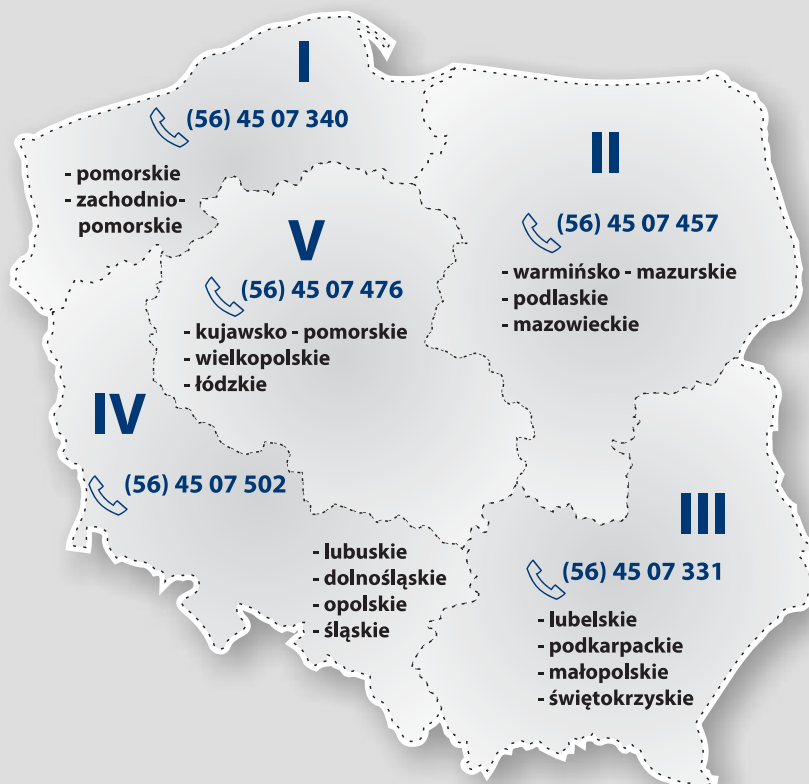 I
(56) 45 07 340
- pomorskie
- zachodnio-
pomorskie
II
(56) 45 07 457
- warmińsko - mazurskie
- podlaskie
- mazowieckie
V
(56) 45 07 476
- kujawsko - pomorskie
- wielkopolskie
- łódzkie
IV
(56) 45 07 502
- lubuskie
- dolnośląskie
- opolskie
- śląskie
III
(56) 45 07 331
- lubelskie
- podkarpackie
- małopolskie
- świętokrzyskie